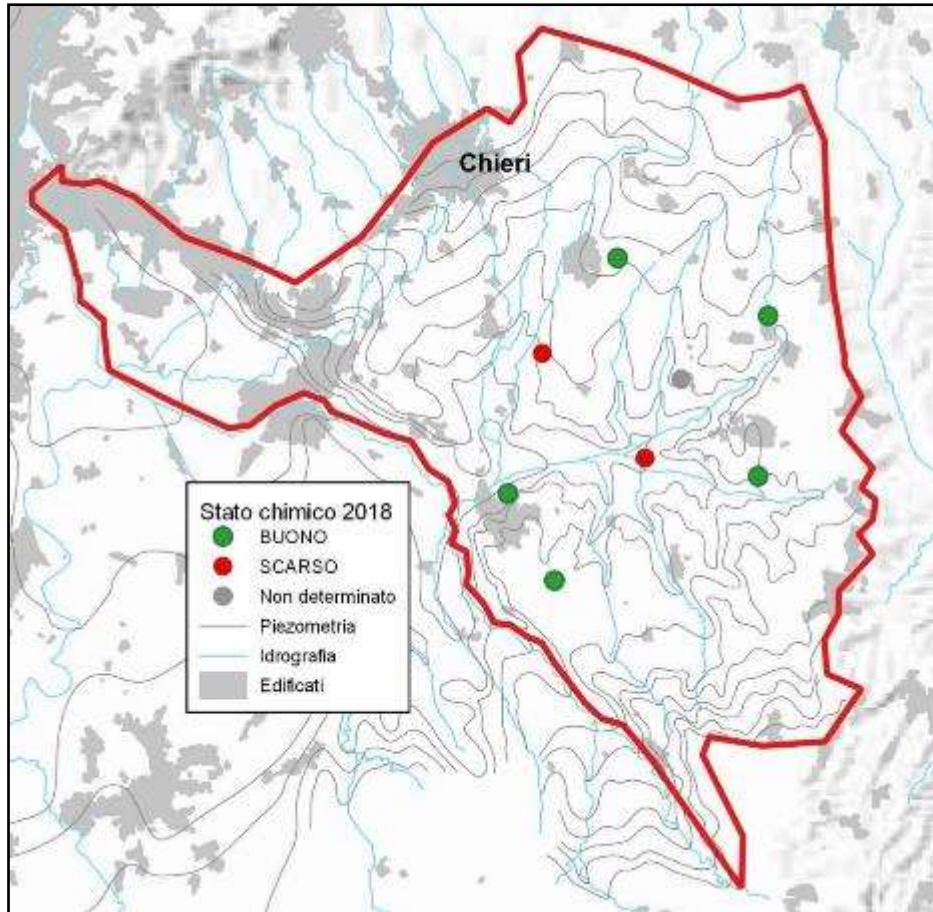 Chieri
Stato chimico 2018
BUONO
SCARSO
Non determinato
Piezometria
Idrografia
Edificati